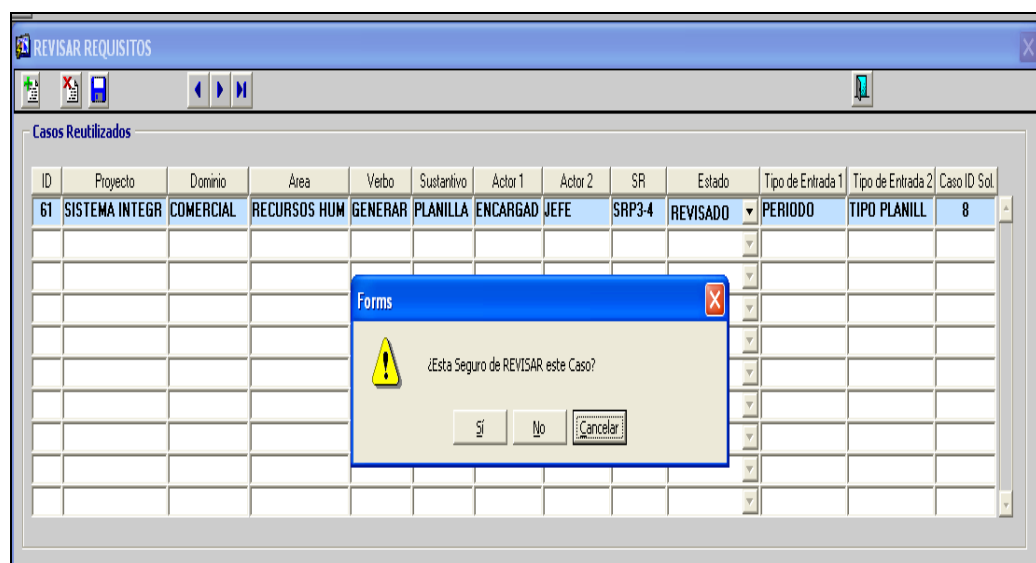 REVISAR REQUISITOS
Casos Reutilizados
ID Proyecto Dominio Area Verbo Sustantivo Actor 1 Actor 2 SR Estado Tipo de Entrada 1 Tipo de Entrada 2 Caso ID Sol.
61 SISTEMA INTEGR COMERCIAL RECURSOS HUM GENERAR PLANILLA ENCARGAD JEFE SRP3-4 REVISADO PERIODO TIPO PLANILL 8
Forms
¿Esta Seguro de REVISAR este Caso?
Sí No Cancelar